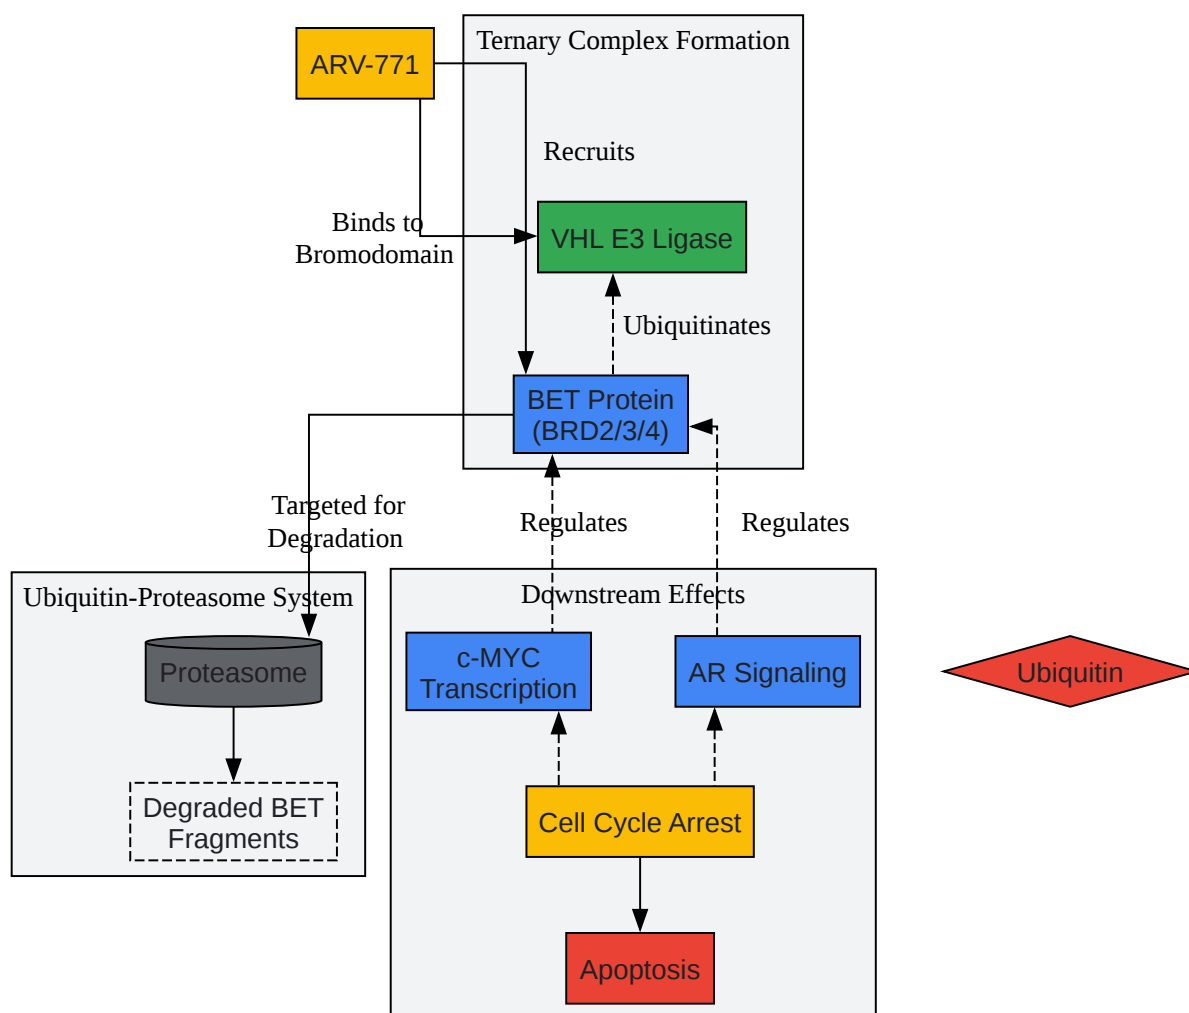 Ternary Complex Formation
ARV-771
Recruits
Binds to
Bromodomain
VHL E3 Ligase
Ubiquitinates
BET Protein
(BRD2/3/4)
Targeted for
Degradation
Regulates
Regulates
Ubiquitin-Proteasome System
Downstream Effects
Proteasome
c-MYC
Transcription
AR Signaling
Ubiquitin
Degraded BET
Fragments
Cell Cycle Arrest
Apoptosis